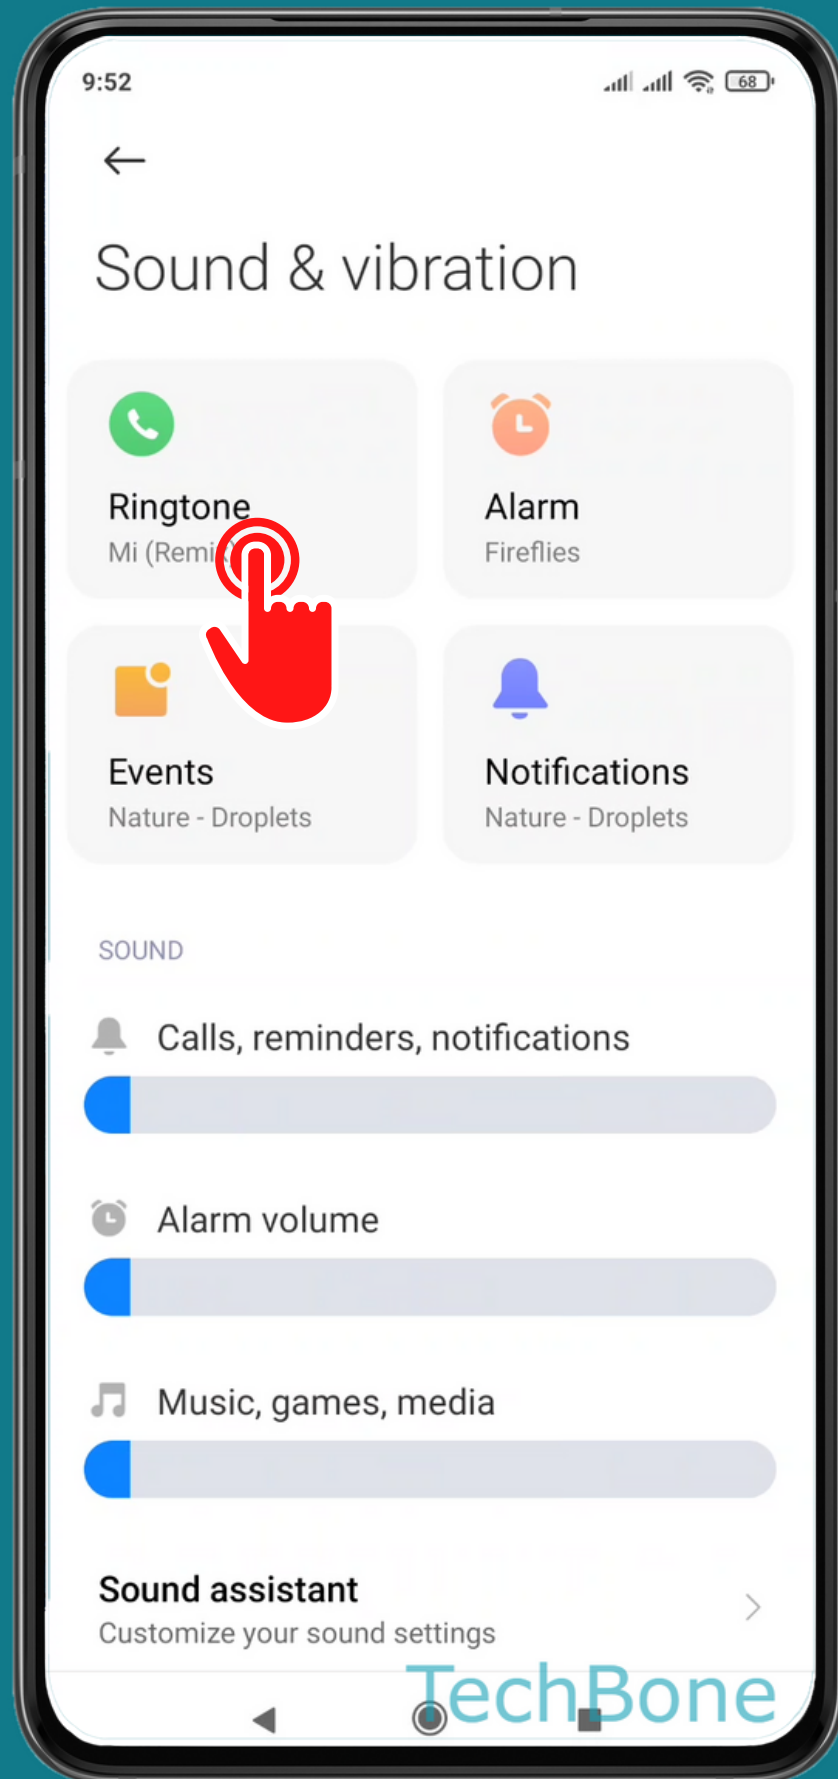 9:52
68
Sound & vibration
Ringtone
Mi (Remix)
Alarm
Fireflies
Events
Nature - Droplets
Notifications
Nature - Droplets
SOUND
Calls, reminders, notifications
Alarm volume
Music, games, media
Sound assistant
Customize your sound settings
TechBone